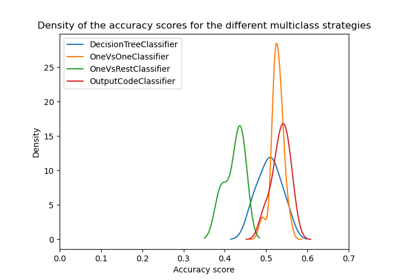 Density of the accuracy scores for the different multiclass strategies
DecisionTreeClassifier
OneVsOneClassifier
OneVsRestClassifier
OutputCodeClassifier
Density
25
20
15
10
5
0
0.0 0.1 0.2 0.3 0.4 0.5 0.6 0.7
Accuracy score